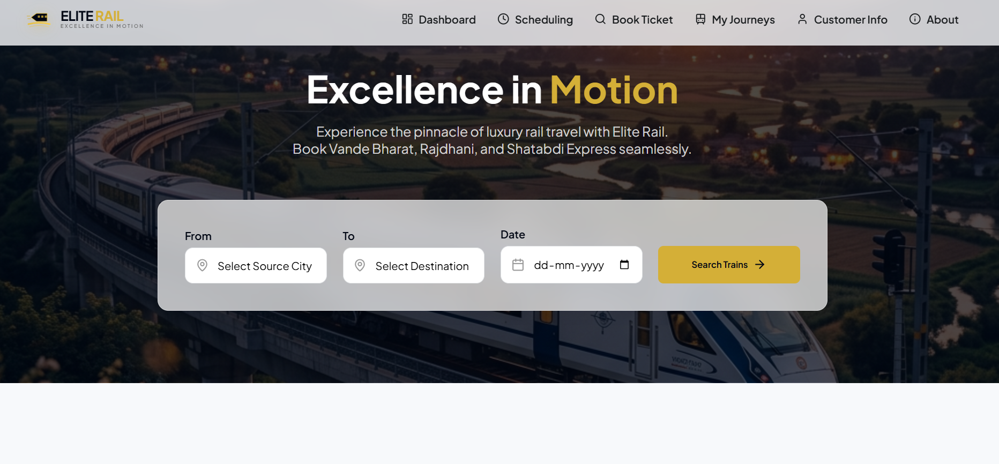 ELITE RAIL
EXCELLENCE IN MOTION
Dashboard
Scheduling
Book Ticket
My Journeys
Customer Info
About
Excellence in Motion
Experience the pinnacle of luxury rail travel with Elite Rail.
Book Vande Bharat, Rajdhani, and Shatabdi Express seamlessly.
From
To
Date
Select Source City
Select Destination
dd-mm-yyyy
Search Trains